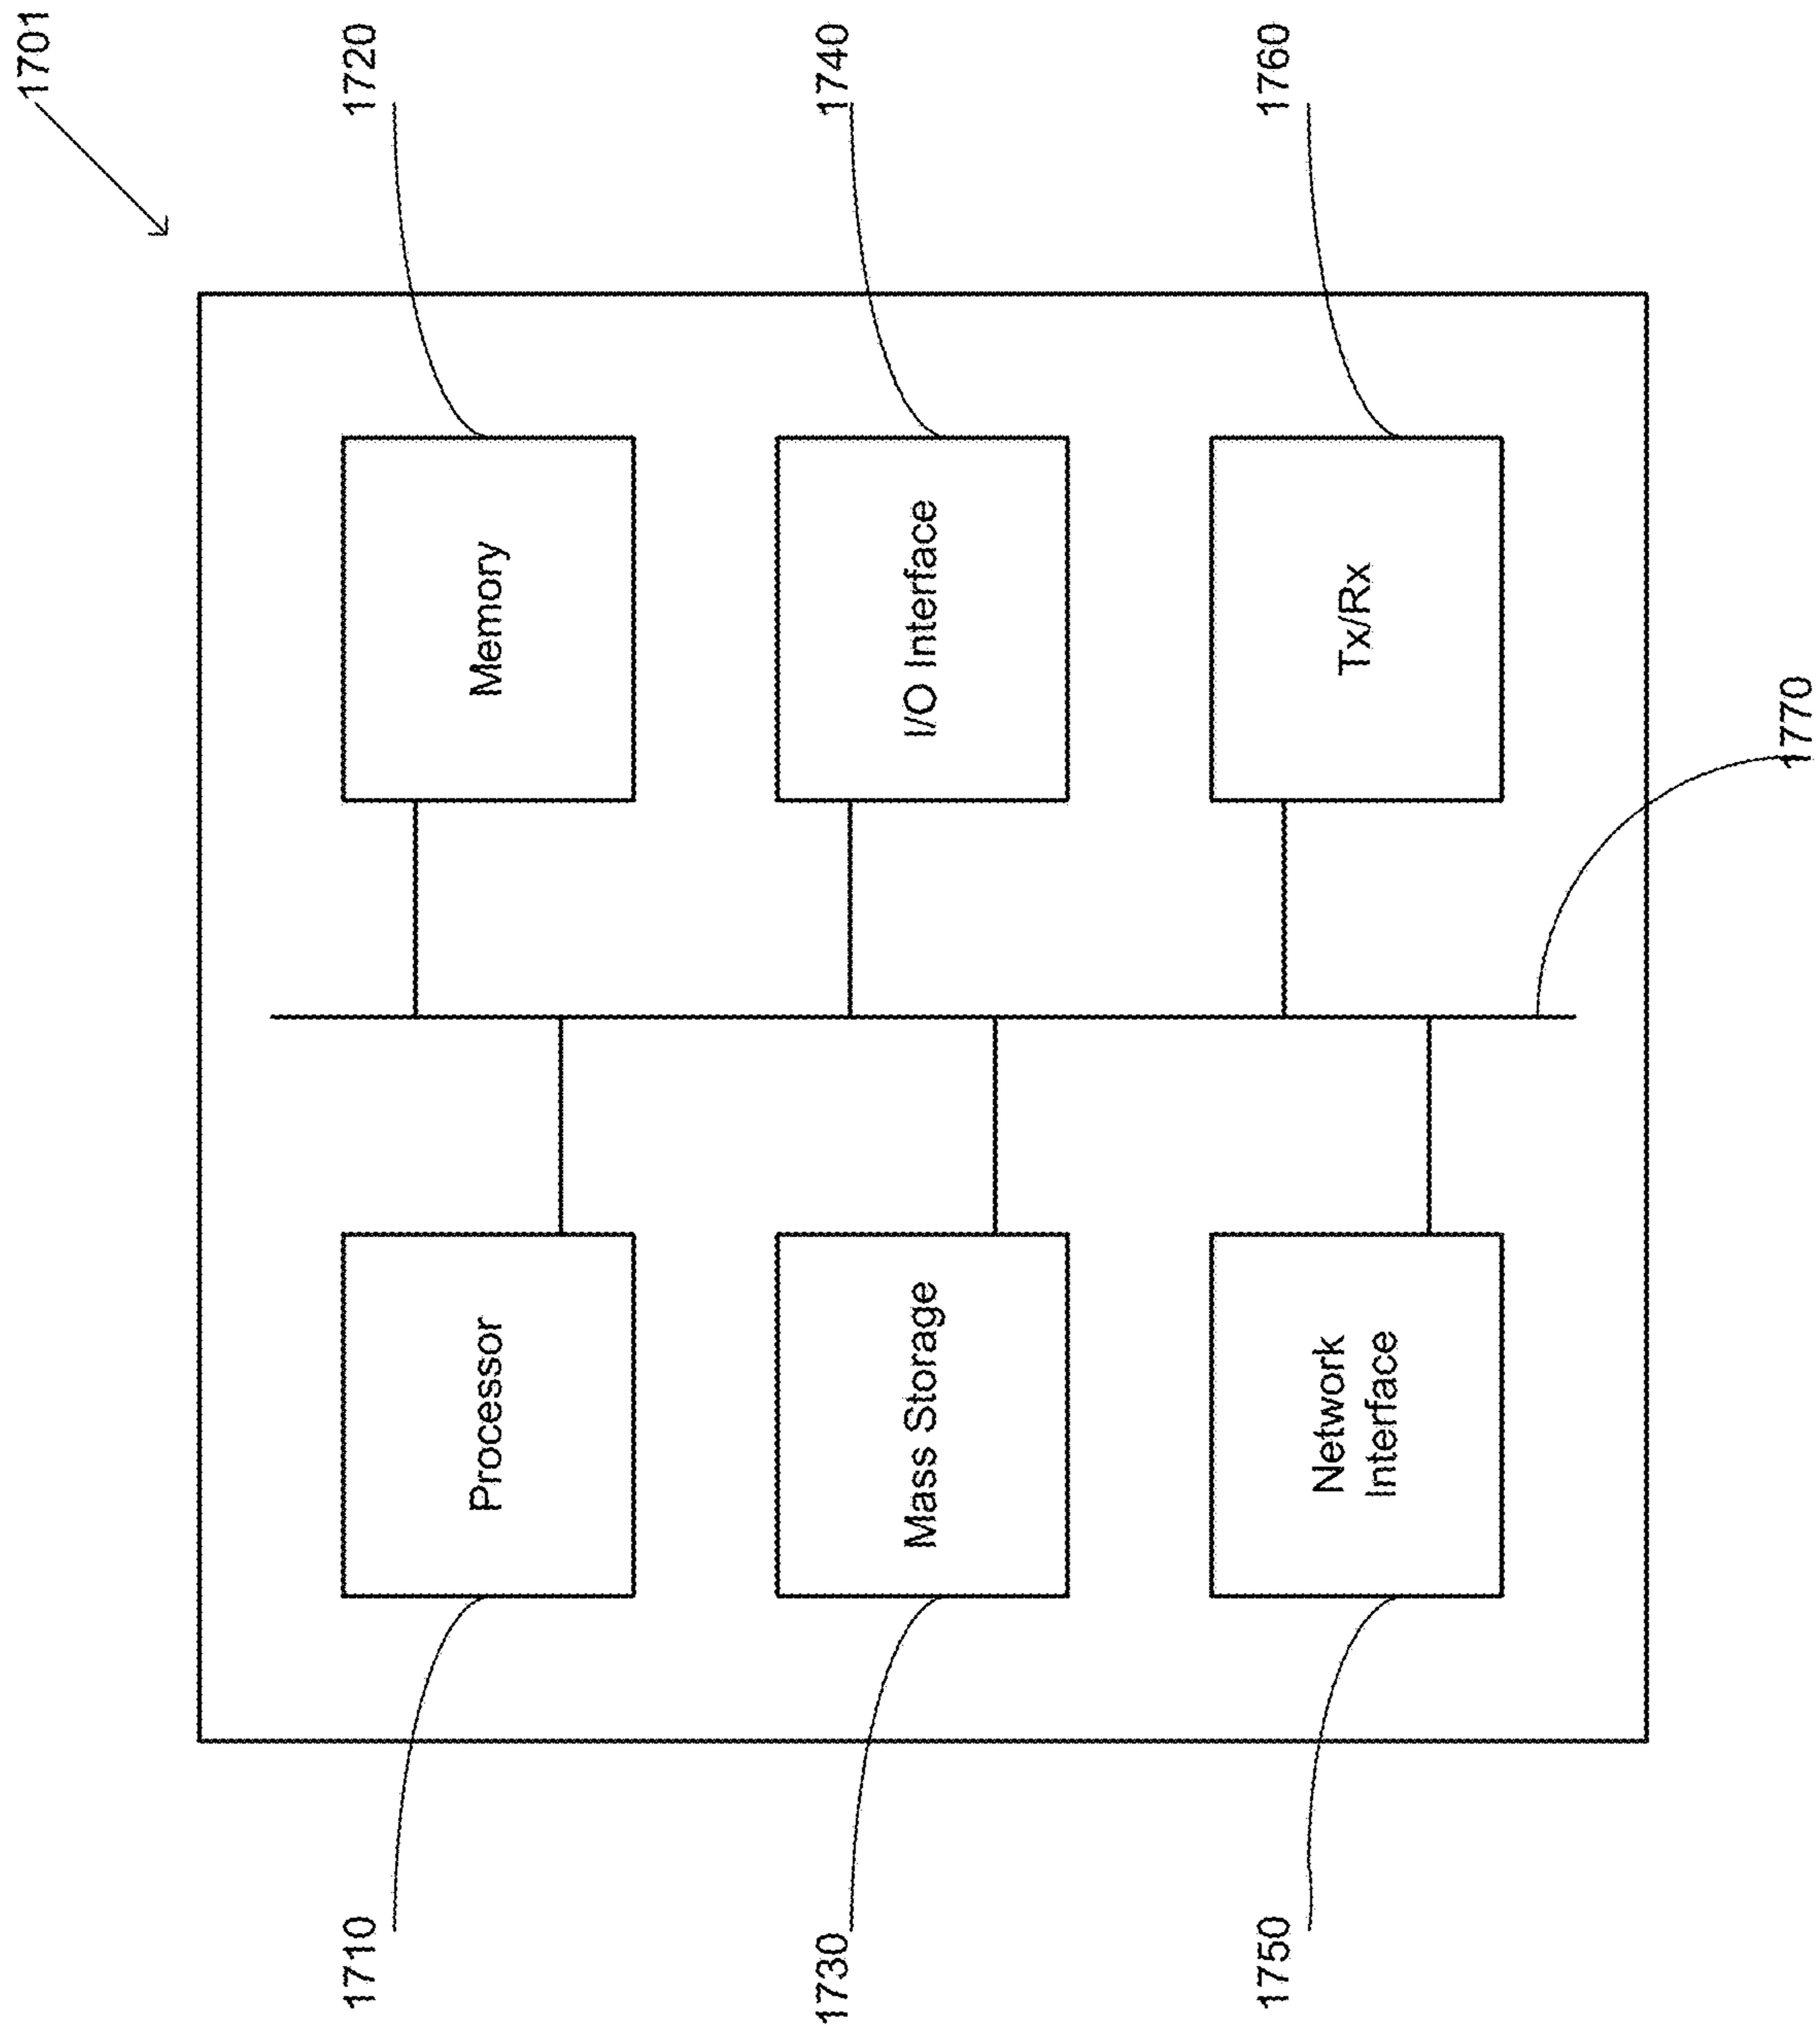 1701
1710
Processor
Memory
1720
1730
Mass Storage
I/O Interface
1740
1750
Network
Interface
Tx/Rx
1760
1770